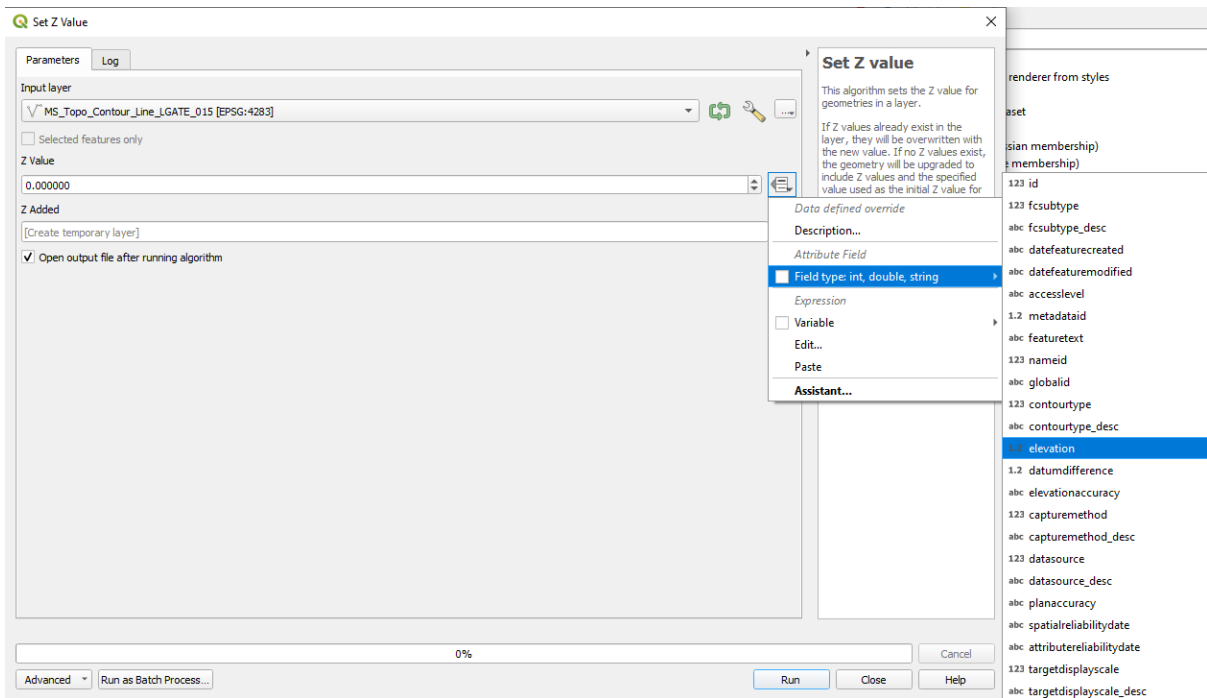 Set Z Value
Parameters
Log
Input layer
MS_Topo_Contour_Line_LGATE_015 [EPSG:4283]
Selected features only
Z Value
0.000000
Z Added
[Create temporary layer]
Open output file after running algorithm
Set Z value
This algorithm sets the Z value for
geometries in a layer.
If Z values already exist in the
layer, they will be overwritten with
the new value. If no Z values exist,
the geometry will be upgraded to
include Z values and the specified
value used as the initial Z value for
Data defined override
Description...
Attribute Field
Field type: int, double, string
Expression
Variable
Edit...
Paste
Assistant...
renderer from styles
aset
ssian membership)
membership)
123 id
123 fcsubtype
abc fcsubtype_desc
abc datefeaturecreated
abc datefeaturemodified
abc accesslevel
1.2 metadataid
abc featuretext
123 nameid
abc globalid
123 contourtype
abc contourtype_desc
1.2 elevation
1.2 datumdifference
abc elevationaccuracy
123 capturemethod
abc capturemethod_desc
123 datasource
abc datasource_desc
abc planaccuracy
abc spatialreliabilitydate
abc attributereliabilitydate
123 targetdisplayscale
abc targetdisplayscale_desc
0%
Cancel
Advanced
Run as Batch Process...
Run
Close
Help